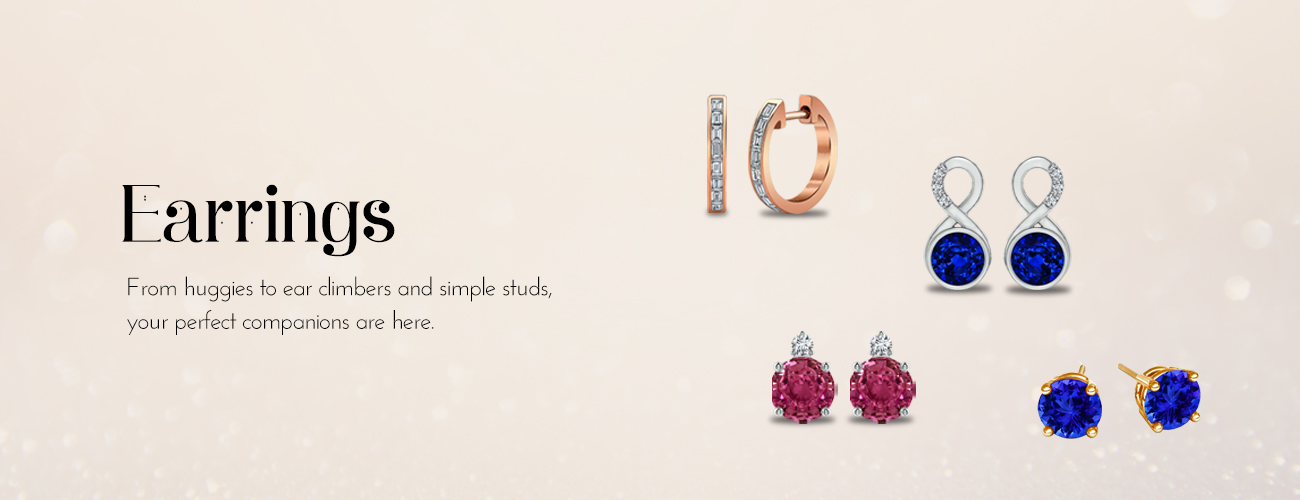 Earrings
From huggies to ear climbers and simple studs,
your perfect companions are here.